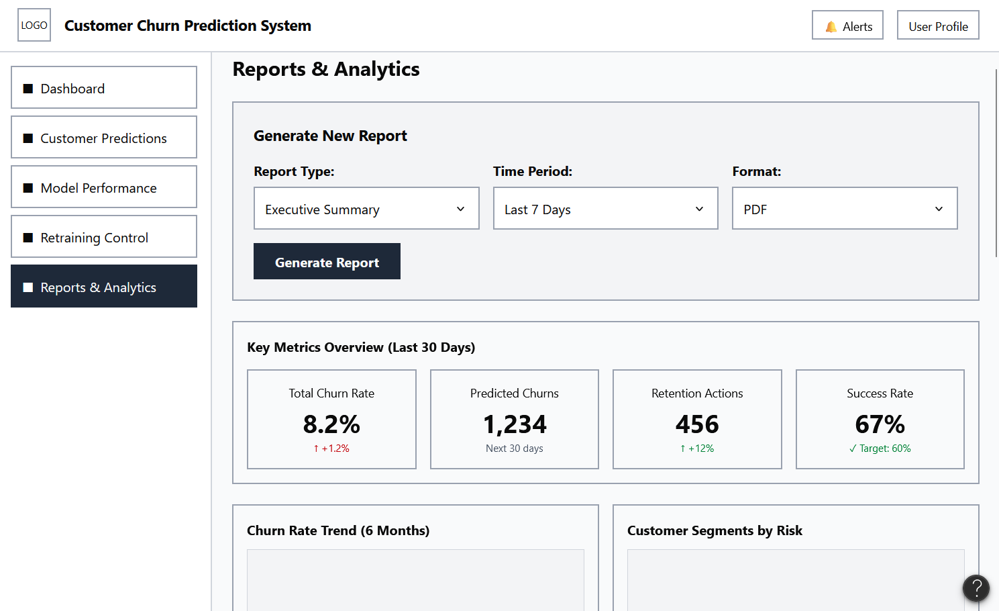 LOGO
Customer Churn Prediction System
Alerts
User Profile
Dashboard
Customer Predictions
Model Performance
Retraining Control
Reports & Analytics
Reports & Analytics
Generate New Report
Report Type:
Time Period:
Format:
Executive Summary
Last 7 Days
PDF
Generate Report
Key Metrics Overview (Last 30 Days)
Total Churn Rate
8.2%
↑ +1.2%
Predicted Churns
1,234
Next 30 days
Retention Actions
456
↑ +12%
Success Rate
67%
✓ Target: 60%
Churn Rate Trend (6 Months)
Customer Segments by Risk
?